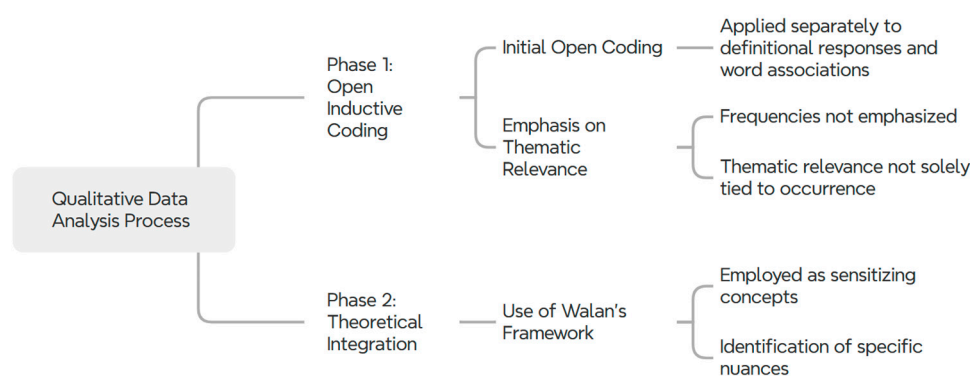 Qualitative Data
Analysis Process
Phase 1:
Open
Inductive
Coding
Initial Open Coding
Applied separately to
definitional responses and
word associations
Emphasis on
Thematic
Relevance
Frequencies not emphasized
Thematic relevance not solely
tied to occurrence
Phase 2:
Theoretical
Integration
Use of Walan's
Framework
Employed as sensitizing
concepts
Identification of specific
nuances